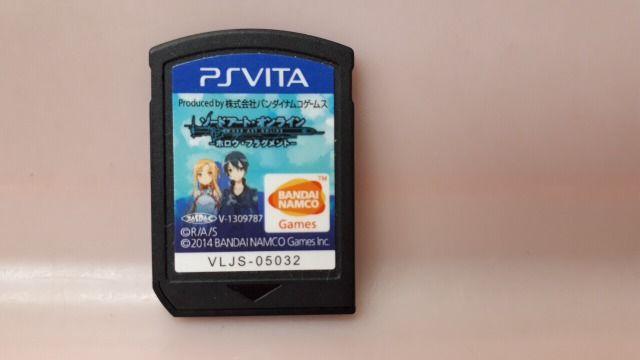 PSVITA
Produced by 株式会社バンダイナムコゲームス
ソードアート・オンライン
SWORD ART ONLINE
-ホロウ・フラグメント-
BANDAI
NAMCO
Games
TM
V-1309787
©R/A/S
©2014 BANDAI NAMCO Games Inc.
VLJS-05032